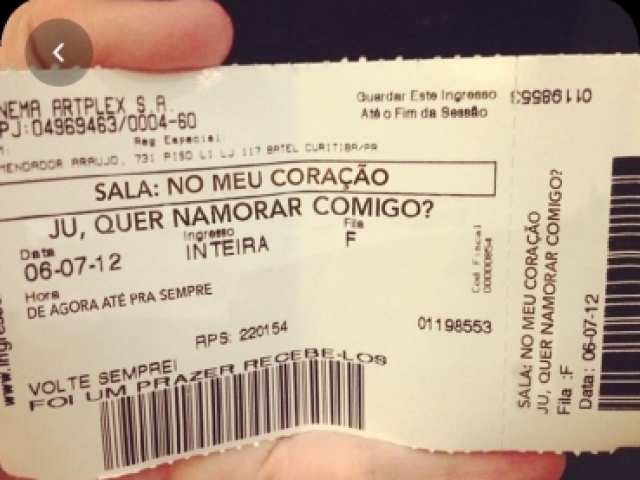 NEMA ARTPLEX S.A.
PJ:04969463/0004-60
Reg Especial:
MENDADOR ARAUJO, 731 PISO L1 LJ 117 BATEL CURITIBA/PR
Guardar Este Ingresso
Até o Fim da Sessão
SALA: NO MEU CORAÇÃO
JU, QUER NAMORAR COMIGO?
Data
06-07-12
Ingresso
INTEIRA
Fila
F
Hora
DE AGORA ATÉ PRA SEMPRE
Cod Fiscal
00000854
RPS: 220154
01198553
VOLTE SEMPRE!
FOI UM PRAZER RECEBE-LOS
01198553
SALA: NO MEU CORAÇÃO
JU, QUER NAMORAR COMIGO?
Fila :F
Data: 06-07-12